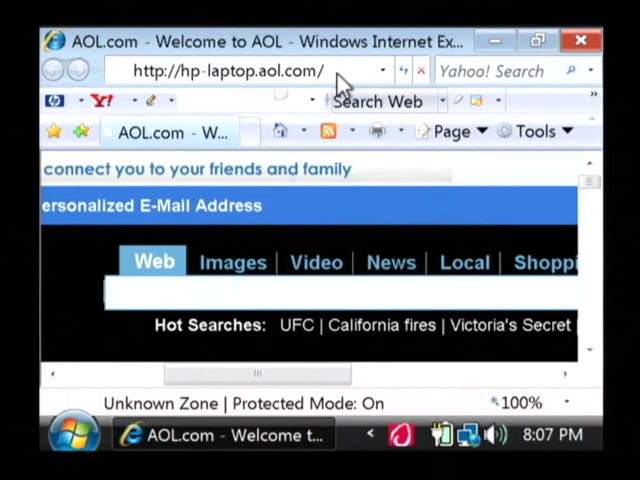 AOL.com - Welcome to AOL - Windows Internet Ex...
http://hp-laptop.aol.com/
Yahoo! Search
hp Y!
Search Web
»
AOL.com - W...
Page Tools »
connect you to your friends and family
ersonalized E-Mail Address
Web Images Video News Local Shoppi
Hot Searches: UFC | California fires | Victoria's Secret
Unknown Zone | Protected Mode: On
100%
AOL.com - Welcome t...
8:07 PM